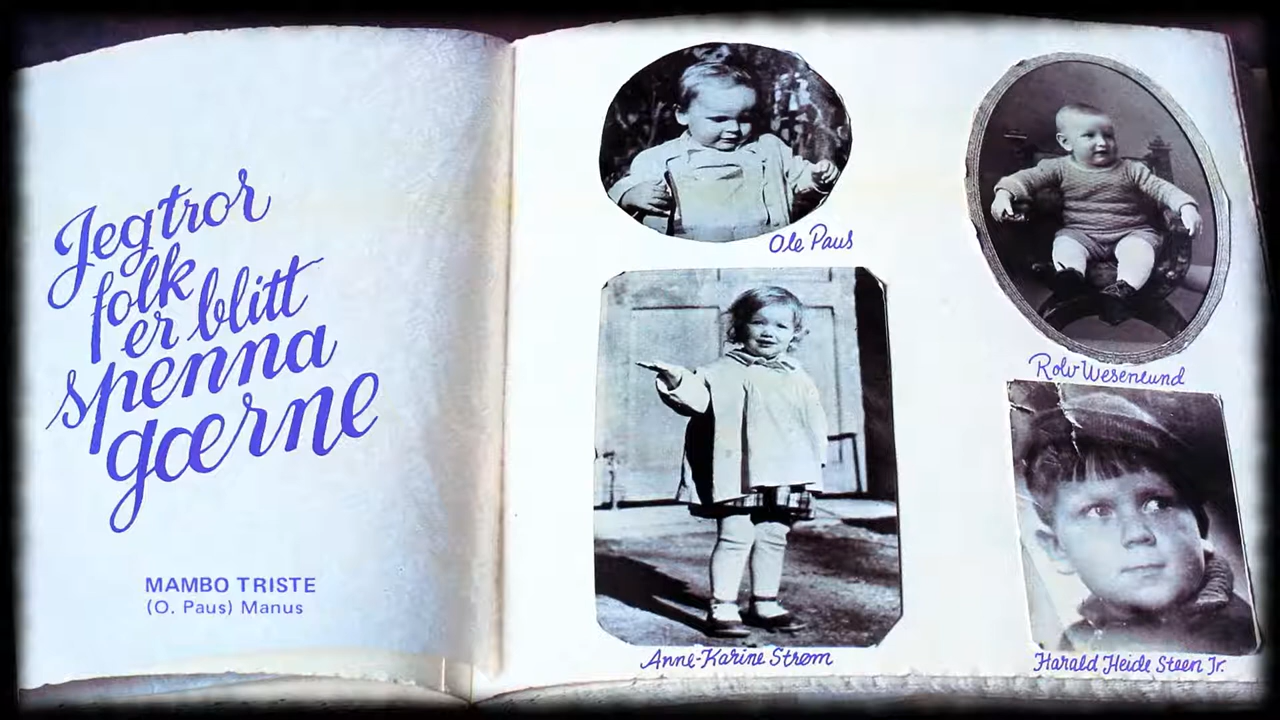 Jeg tror
folk
er blitt
spenna
gærne
MAMBO TRISTE
(O. Paus) Manus
Ole Paus
Rolv Wesenlund
Anne-Karine Strøm
Harald Heide Steen Jr.